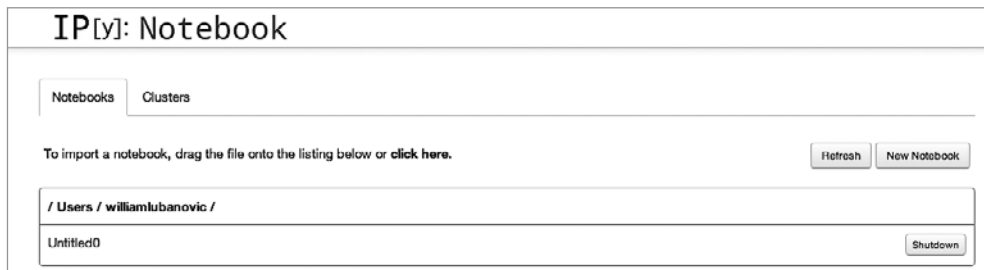 IP[y]: Notebook
Notebooks Clusters
To import a notebook, drag the file onto the listing below or click here. Refresh New Notebook
/ Users / williamlubanovic /
Untitled0 Shutdown